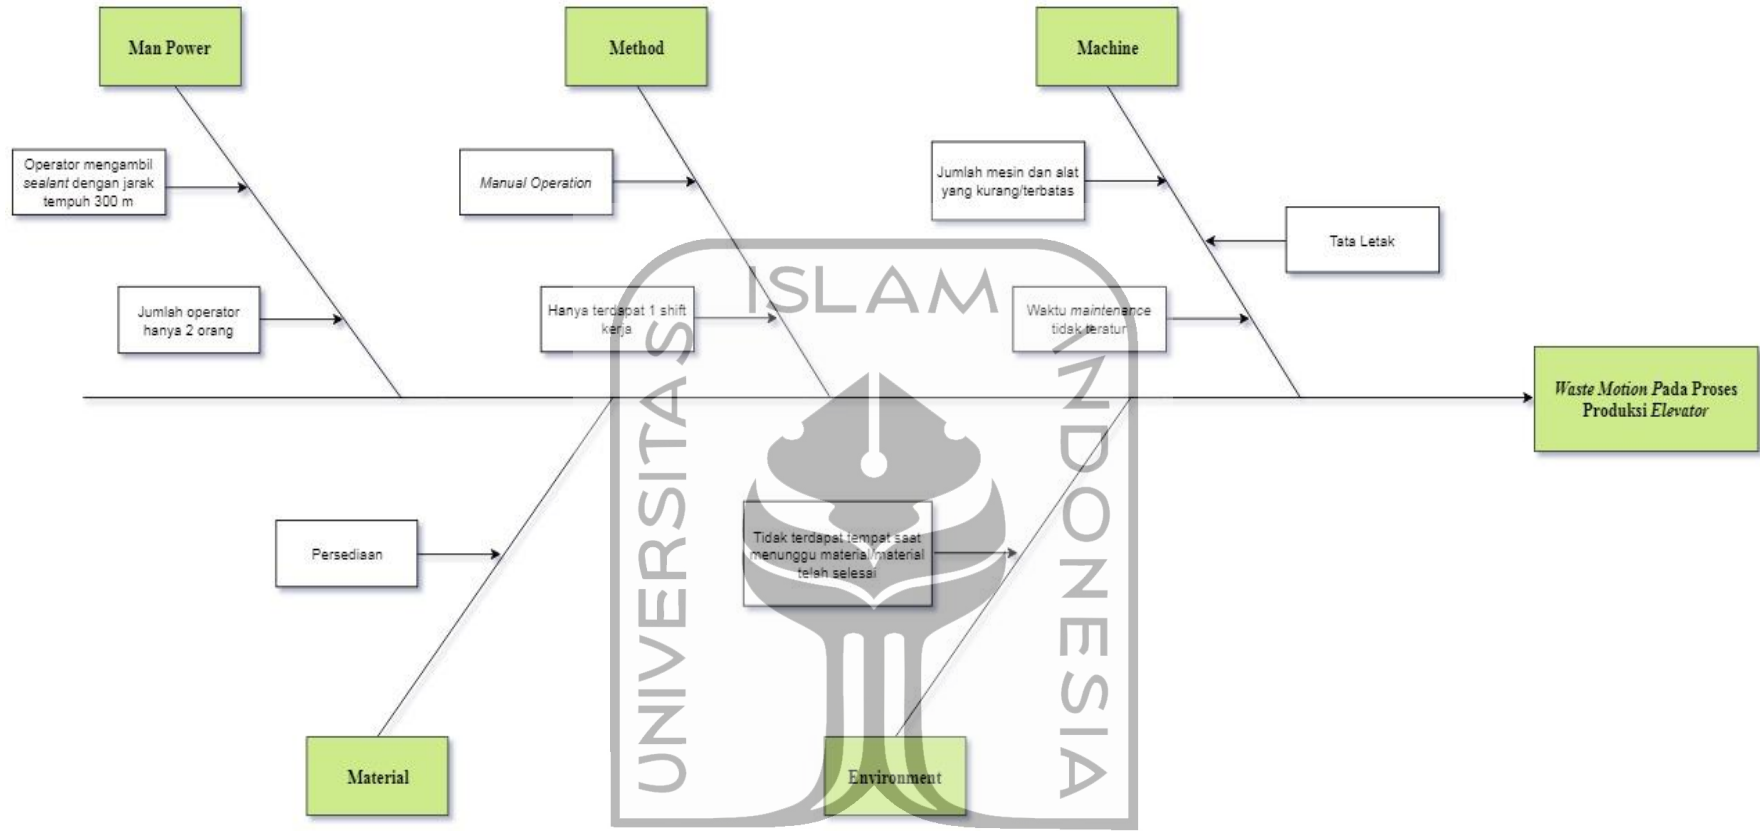 Man Power
Method
Machine
Operator mengambil
sealant dengan jarak
tempuh 300 m
Manual Operation
Jumlah mesin dan alat
yang kurang/terbatas
Tata Letak
Jumlah operator
hanya 2 orang
Hanya terdapat 1 shift
kerja
Waktu maintenance
tidak teratur
Waste Motion Pada Proses
Produksi Elevator
Persediaan
Tidak terdapat tempat saat
menunggu material/material
telah selesai
Material
Environment
UNIVERSITAS
ISLAM
INDONESIA